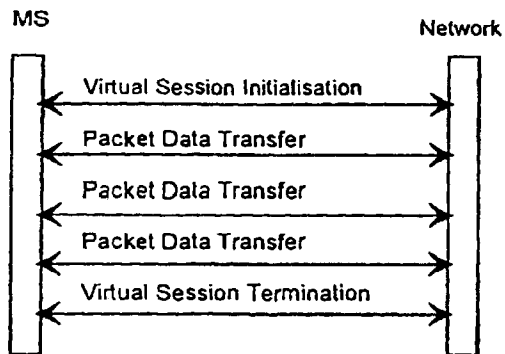 MS
Network
Virtual Session Initialisation
Packet Data Transfer
Packet Data Transfer
Packet Data Transfer
Virtual Session Termination